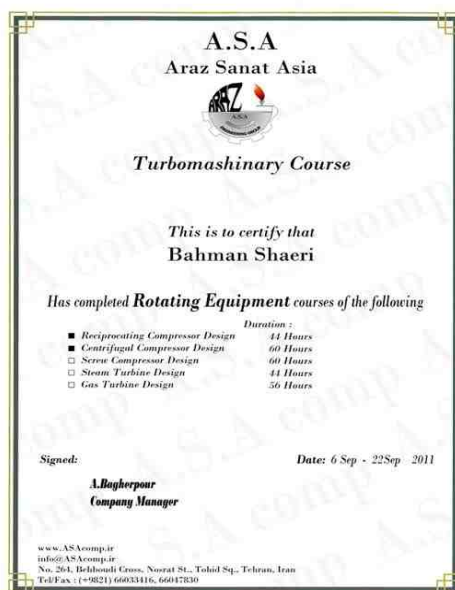 A.S.A
Araz Sanat Asia
ARAZ
A.S.A
Turbomashinary Course
This is to certify that
Bahman Shaeri
Has completed Rotating Equipment courses of the following
Duration :
■ Reciprocating Compressor Design 44 Hours
■ Centrifugal Compressor Design 60 Hours
□ Screw Compressor Design 60 Hours
□ Steam Turbine Design 44 Hours
□ Gas Turbine Design 56 Hours
Signed: Date: 6 Sep - 22Sep 2011
A.Bagherpour
Company Manager
www.ASAcomp.ir
info@ASAcomp.ir
No. 264, Behboudi Cross, Nosrat St., Tohid Sq., Tehran, Iran
Tel/Fax : (+9821) 66033416, 66047830